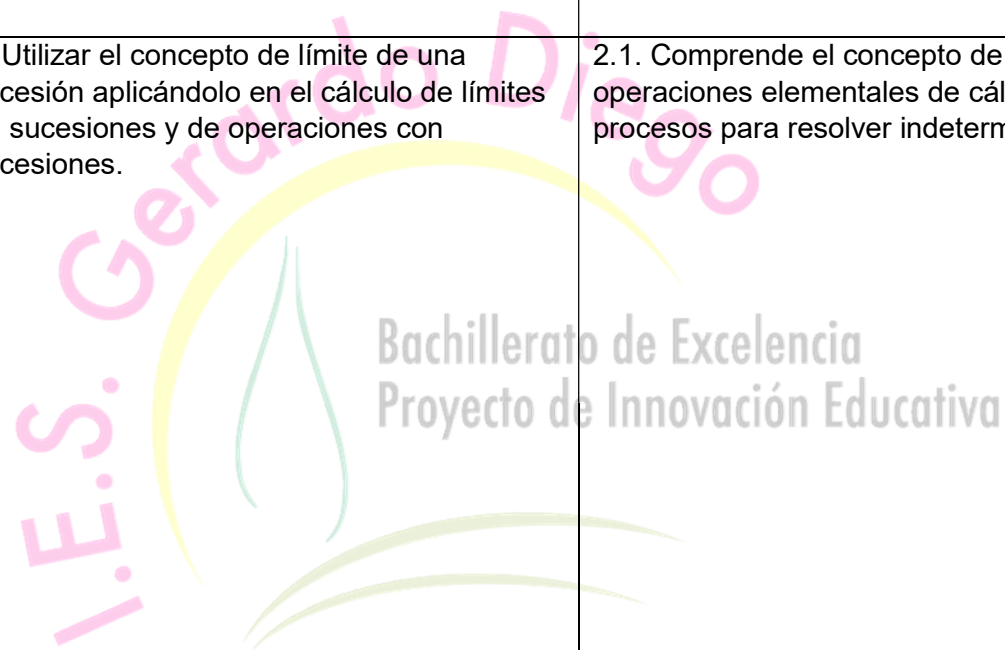 Utilizar el concepto de límite de una
cesión aplicándolo en el cálculo de límites
sucesiones y de operaciones con
cesiones.
2.1. Comprende el concepto de
operaciones elementales de cál
procesos para resolver indeterm
I.E.S. Gerardo Diego
Bachillerato de Excelencia
Proyecto de Innovación Educativa